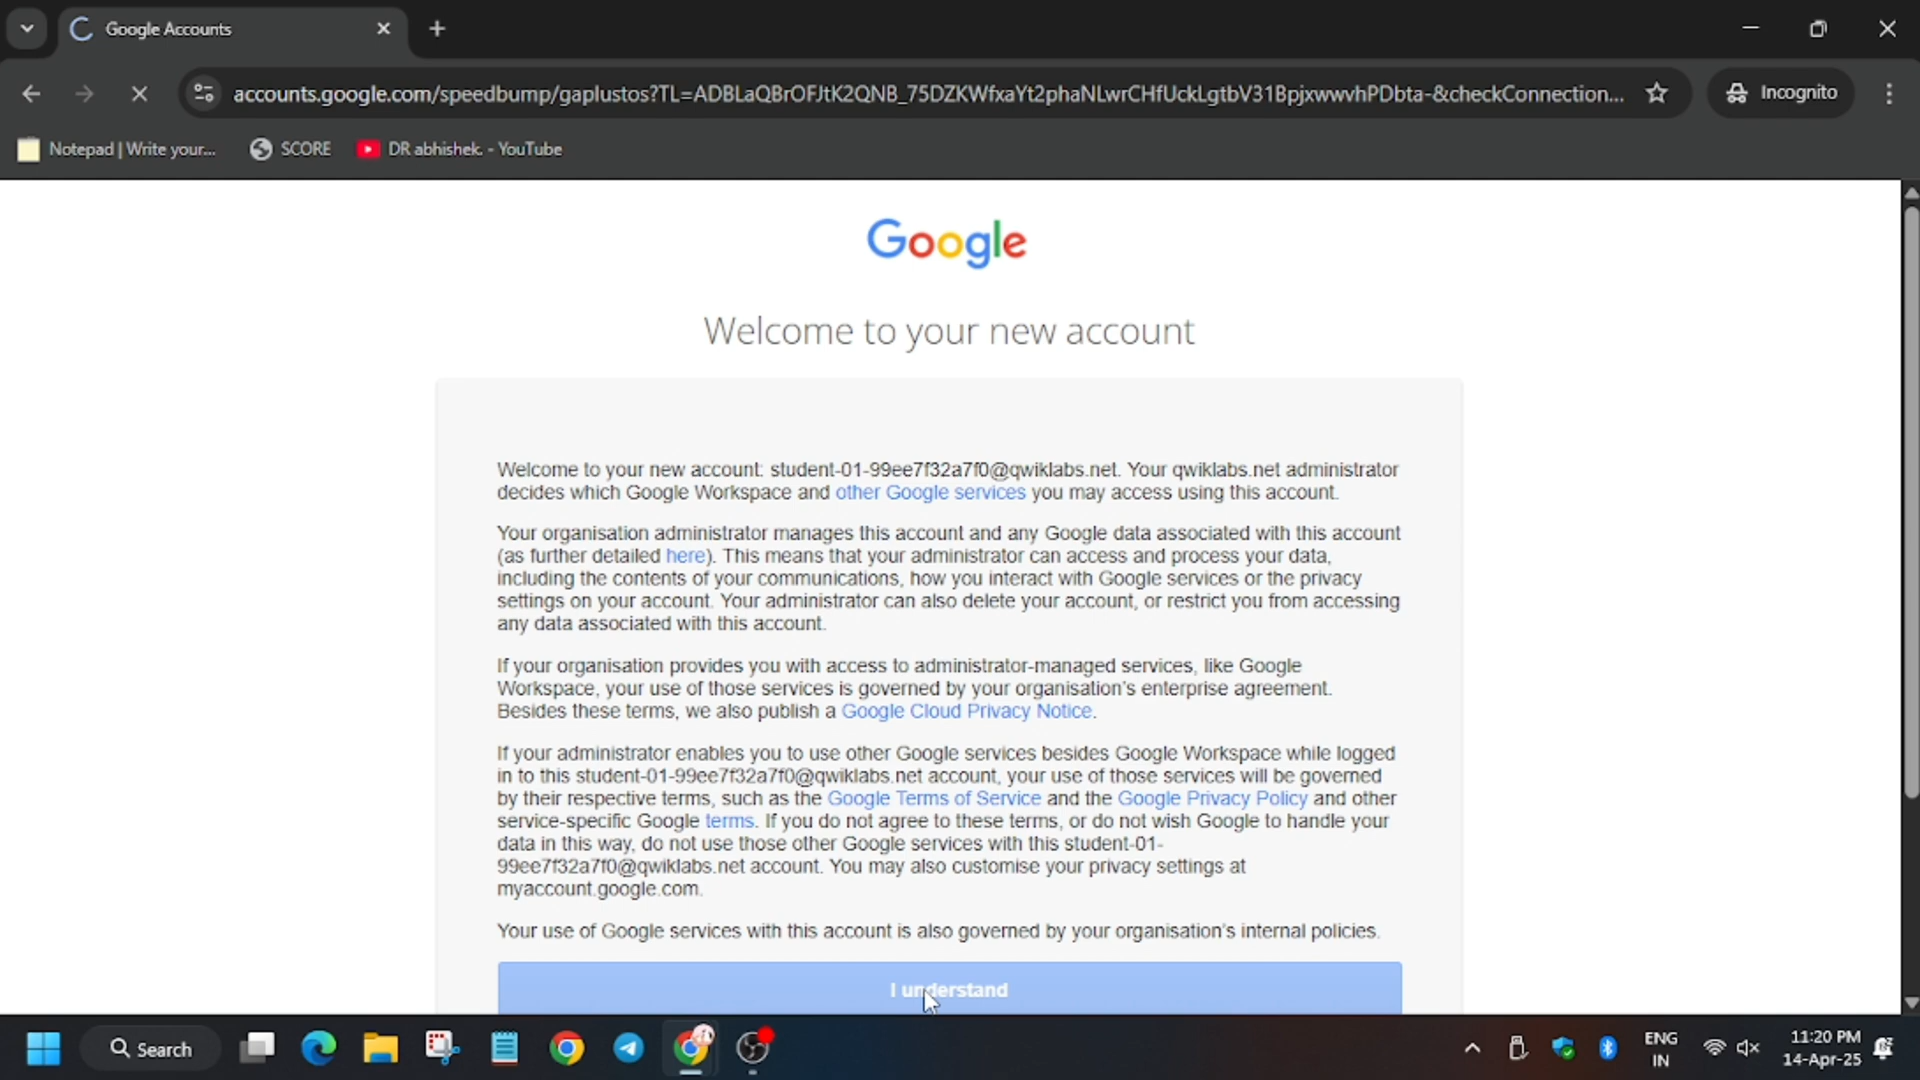 Google Accounts
accounts.google.com/speedbump/gaplustos?TL=ADBLaQBrOFJtK2QNB_75DZKWfxaYt2phaNLwrCHfUckLgtbV31BpjxwwvhPDbta-&checkConnection...
Incognito
Notepad | Write your...
SCORE
DR abhishek. - YouTube
Google
Welcome to your new account
Welcome to your new account: student-01-99ee7f32a7f0@qwiklabs.net. Your qwiklabs.net administrator
decides which Google Workspace and other Google services you may access using this account.
Your organisation administrator manages this account and any Google data associated with this account
(as further detailed here). This means that your administrator can access and process your data,
including the contents of your communications, how you interact with Google services or the privacy
settings on your account. Your administrator can also delete your account, or restrict you from accessing
any data associated with this account.
If your organisation provides you with access to administrator-managed services, like Google
Workspace, your use of those services is governed by your organisation's enterprise agreement.
Besides these terms, we also publish a Google Cloud Privacy Notice.
If your administrator enables you to use other Google services besides Google Workspace while logged
in to this student-01-99ee7f32a7f0@qwiklabs.net account, your use of those services will be governed
by their respective terms, such as the Google Terms of Service and the Google Privacy Policy and other
service-specific Google terms. If you do not agree to these terms, or do not wish Google to handle your
data in this way, do not use those other Google services with this student-01-
99ee7f32a7f0@qwiklabs.net account. You may also customise your privacy settings at
myaccount.google.com.
Your use of Google services with this account is also governed by your organisation's internal policies.
I understand
Search
ENG
IN
11:20 PM
14-Apr-25